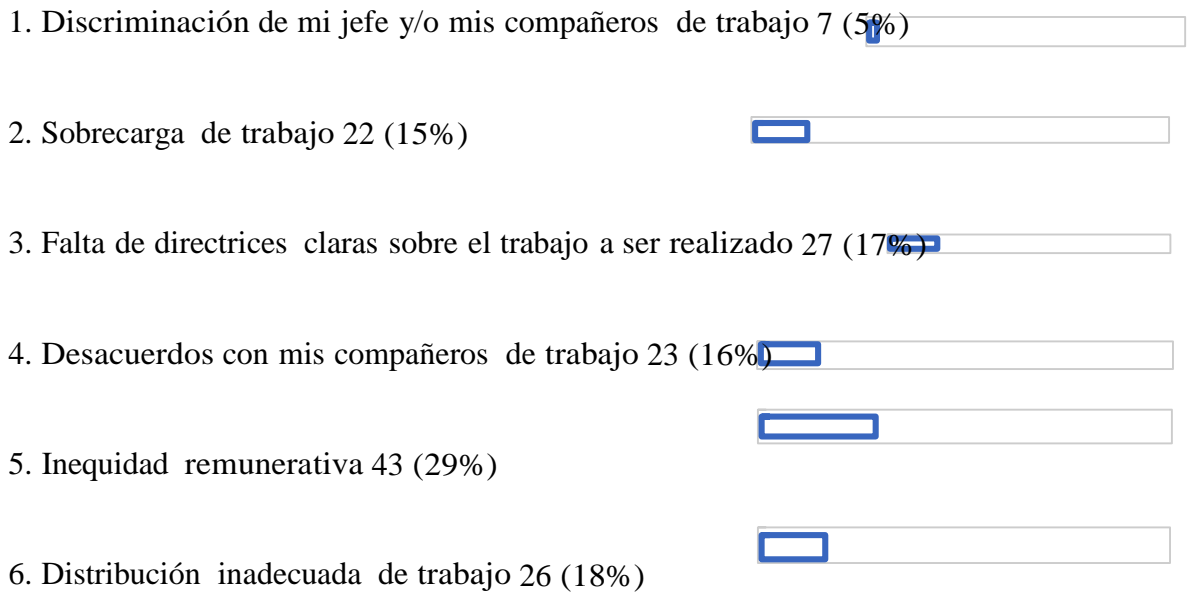 1. Discriminación de mi jefe y/o mis compañeros de trabajo 7 (5%)
2. Sobrecarga de trabajo 22 (15%)
3. Falta de directrices claras sobre el trabajo a ser realizado 27 (17%)
4. Desacuerdos con mis compañeros de trabajo 23 (16%)
5. Inequidad remunerativa 43 (29%)
6. Distribución inadecuada de trabajo 26 (18%)